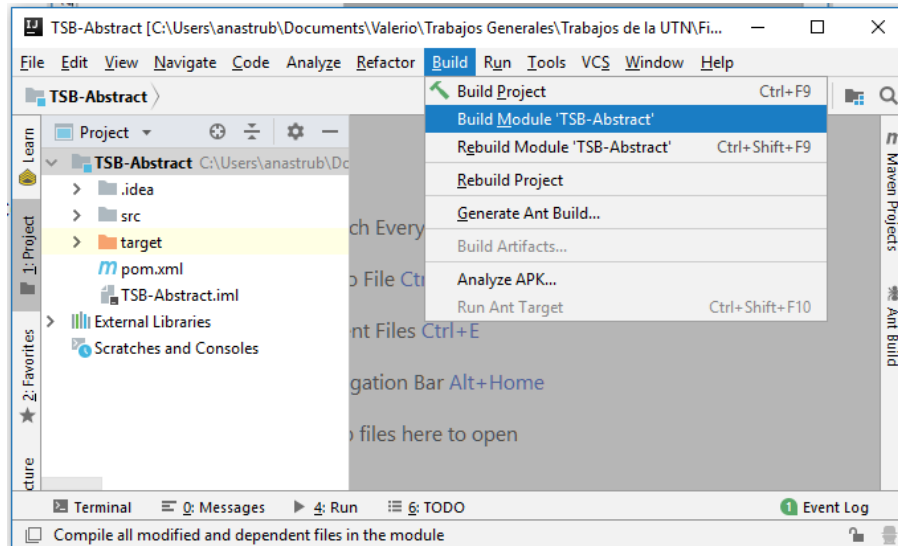 TSB-Abstract [C:\Users\anastrub\Documents\Valerio\Trabajos Generales\Trabajos de la UTN\Fi...
File Edit View Navigate Code Analyze Refactor Build Run Tools VCS Window Help
TSB-Abstract
Build Project Ctrl+F9
Build Module 'TSB-Abstract'
Rebuild Module 'TSB-Abstract' Ctrl+Shift+F9
Rebuild Project
Generate Ant Build...
Build Artifacts...
Analyze APK...
Run Ant Target Ctrl+Shift+F10
Learn
1: Project
2: Favorites
cture
Project
TSB-Abstract C:\Users\anastrub\Dc
.idea
src
target
pom.xml
TSB-Abstract.iml
External Libraries
Scratches and Consoles
ch Every
o File Ctr
nt Files Ctrl+E
gation Bar Alt+Home
files here to open
Maven Projects
Ant Build
Terminal 0: Messages 4: Run 6: TODO 1 Event Log
Compile all modified and dependent files in the module